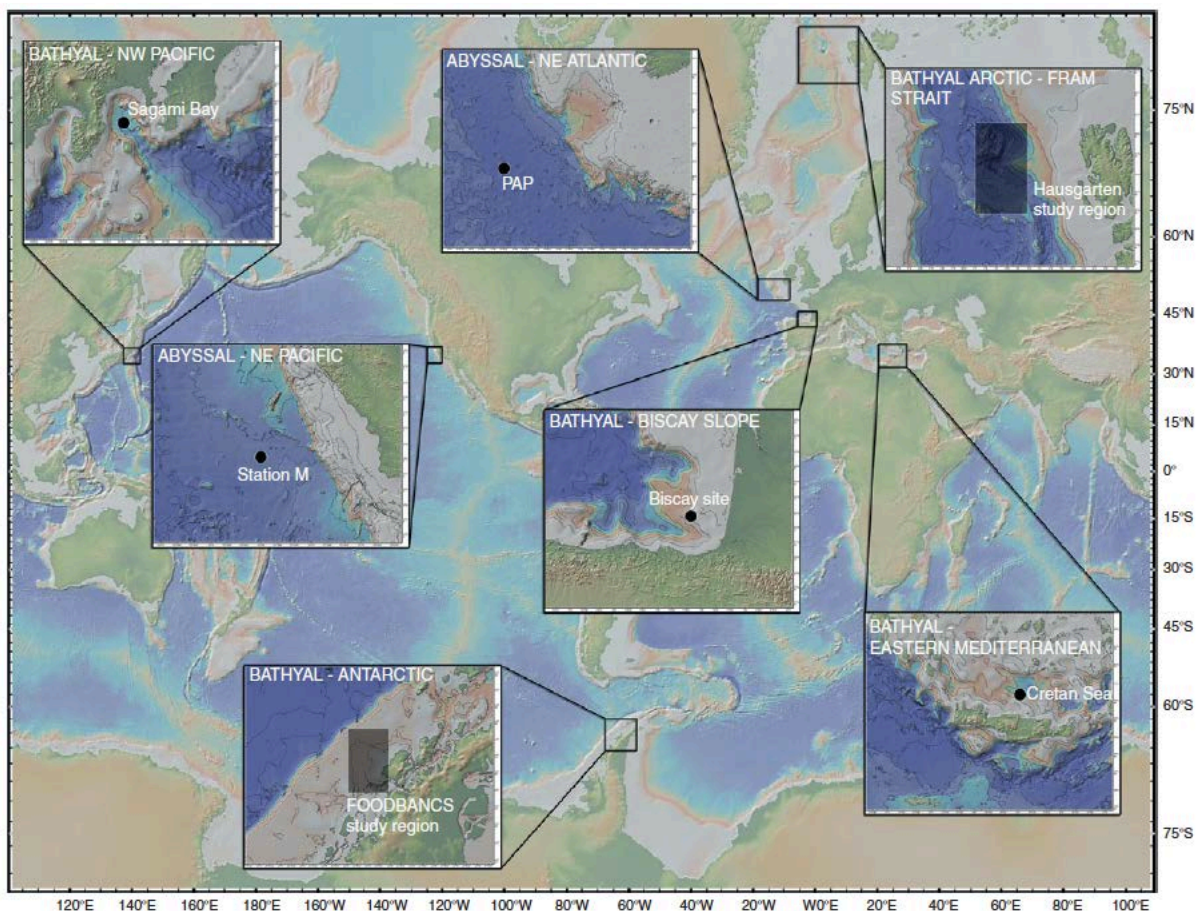 BATHYAL - NW PACIFIC
Sagami Bay
ABYSSAL - NE ATLANTIC
PAP
BATHYAL ARCTIC - FRAM
STRAIT
Hausgarten
study region
ABYSSAL - NE PACIFIC
Station M
BATHYAL - BISCAY SLOPE
Biscay site
BATHYAL -
EASTERN MEDITERRANEAN
Cretan Sea
BATHYAL - ANTARCTIC
FOODBANCS
study region
75°N
60°N
45°N
30°N
15°N
0°
15°S
30°S
45°S
60°S
75°S
120°E 140°E 160°E 180°W 160°W 140°W 120°W 100°W 80°W 60°W 40°W 20°W W0°E 20°E 40°E 60°E 80°E 100°E